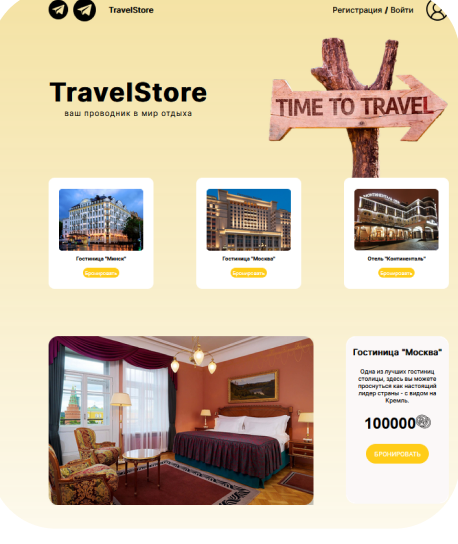 TravelStore
Регистрация / Войти
TravelStore
ваш проводник в мир отдыха
TIME TO TRAVEL
Гостиница "Минск"
Бронировать
Гостиница "Москва"
Бронировать
Отель "Континенталь"
Бронировать
Гостиница "Москва"
Одна из лучших гостиниц
столицы, здесь вы можете
проснуться как настоящий
лидер страны - с видом на
Кремль.
100000
БРОНИРОВАТЬ